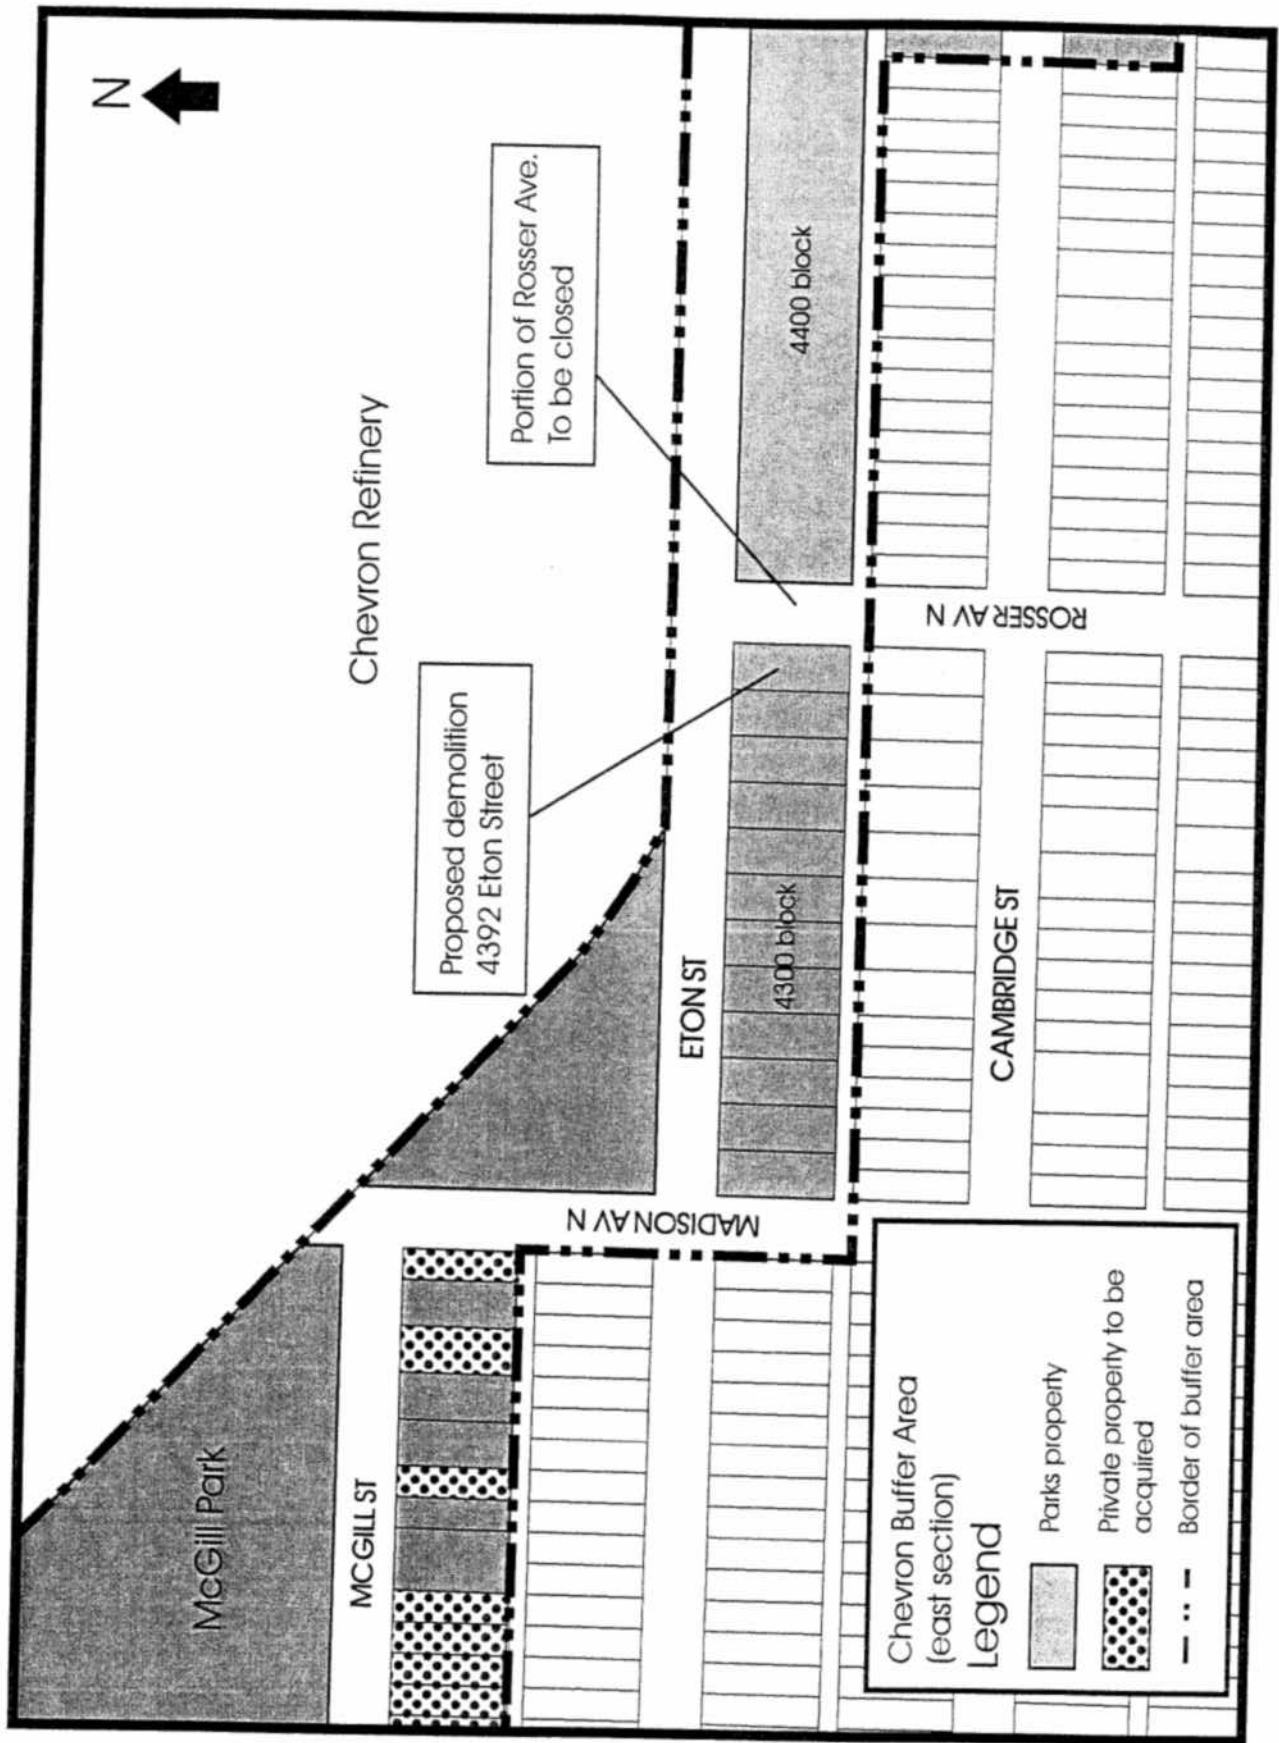 N
Chevron Refinery
Portion of Rosser Ave.
To be closed
Proposed demolition
4392 Eton Street
McGill Park
MCGILL ST
ETON ST
4300 block
4400 block
MADISON AV N
ROSSER AV N
CAMBRIDGE ST
Chevron Buffer Area
(east section)
Legend
Parks property
Private property to be
acquired
Border of buffer area